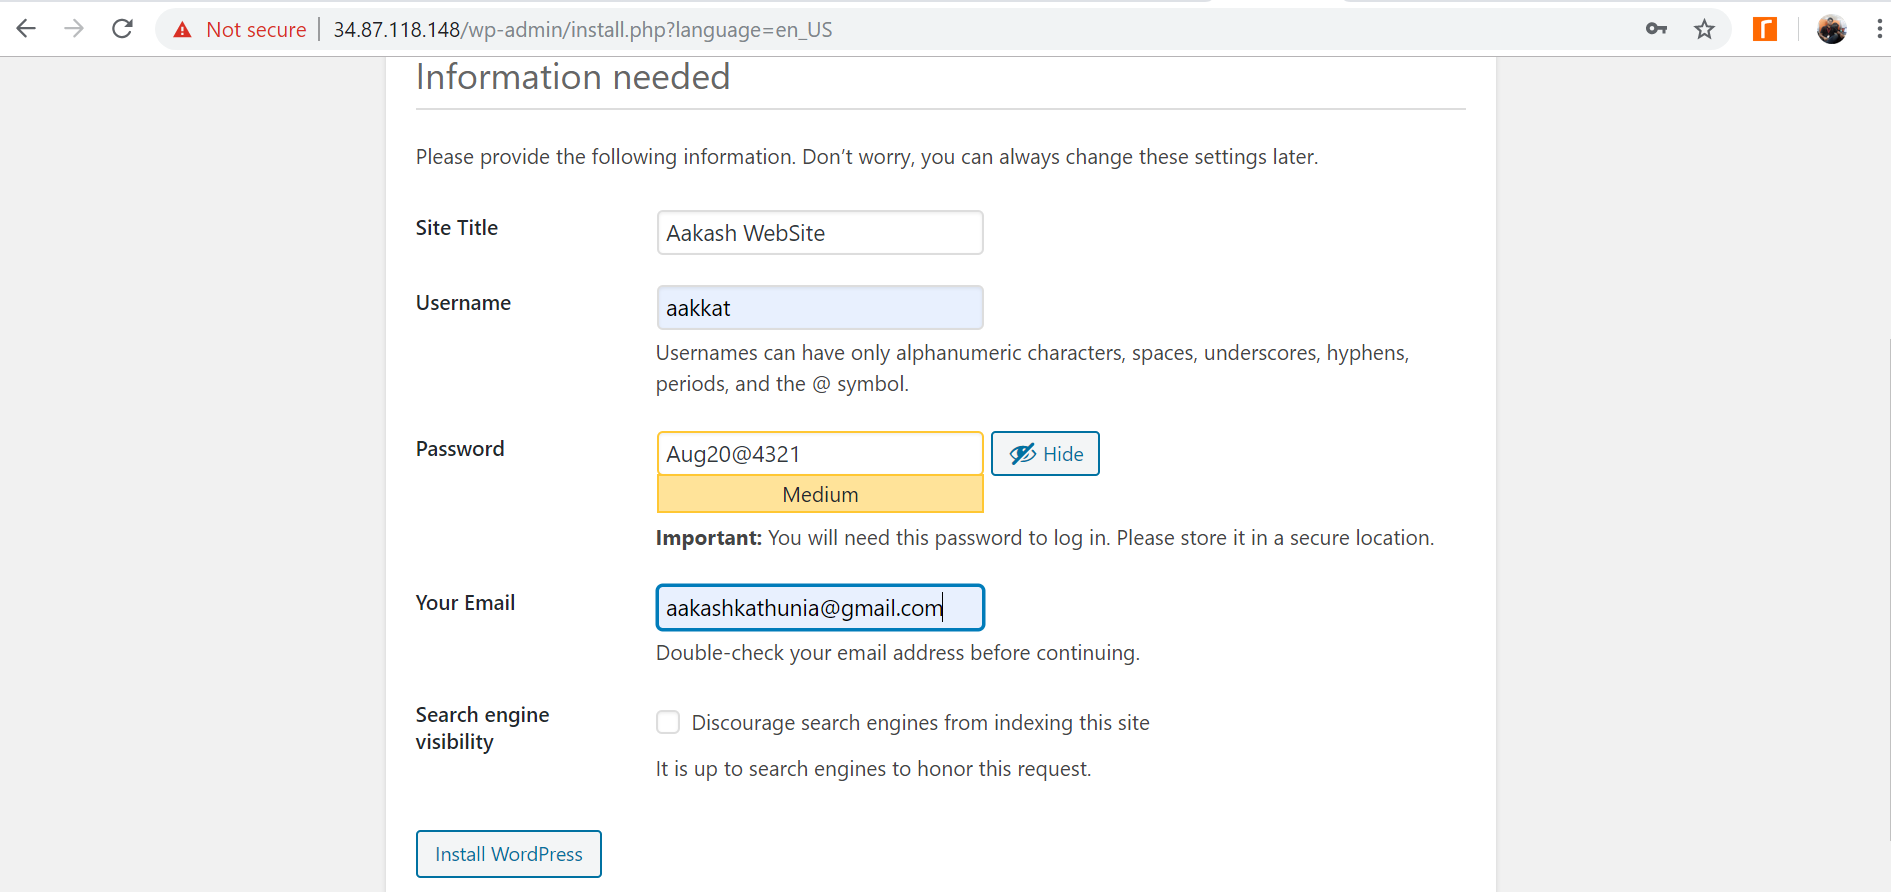 Not secure | 34.87.118.148/wp-admin/install.php?language=en_US
Information needed
Please provide the following information. Don’t worry, you can always change these settings later.
Site Title
Aakash WebSite
Username
aakkat
Usernames can have only alphanumeric characters, spaces, underscores, hyphens,
periods, and the @ symbol.
Password
Aug20@4321
Hide
Medium
Important: You will need this password to log in. Please store it in a secure location.
Your Email
aakashkathunia@gmail.com
Double-check your email address before continuing.
Search engine
visibility
Discourage search engines from indexing this site
It is up to search engines to honor this request.
Install WordPress